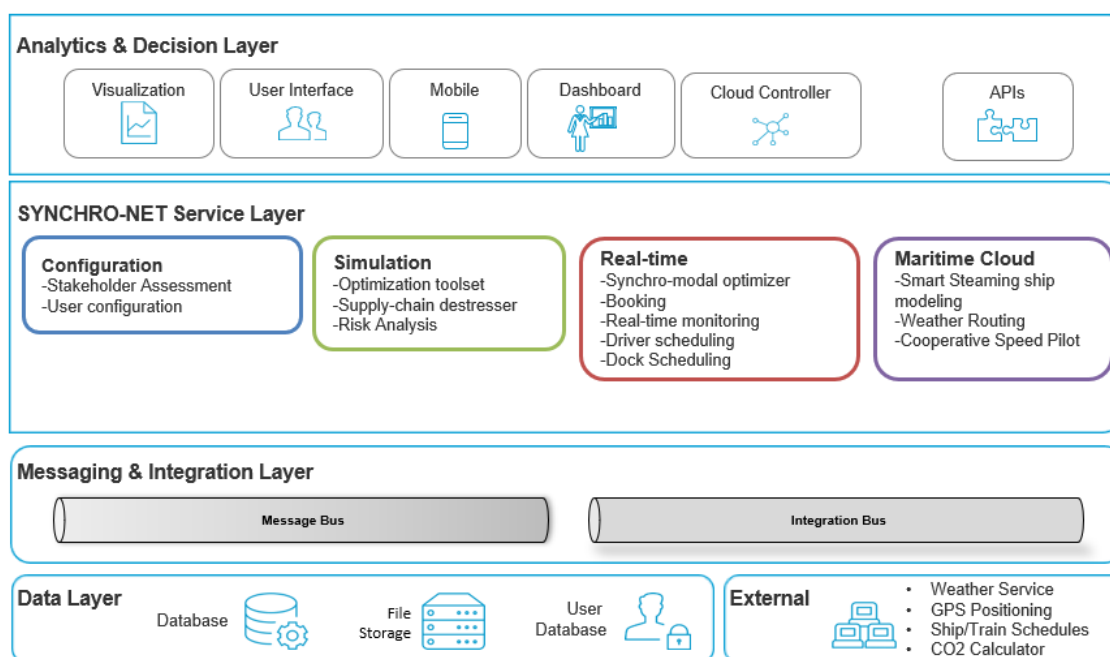 Analytics & Decision Layer
Visualization
User Interface
Mobile
Dashboard
Cloud Controller
APIs
SYNCHRO-NET Service Layer
Configuration
-Stakeholder Assessment
-User configuration
Simulation
-Optimization toolset
-Supply-chain destresser
-Risk Analysis
Real-time
-Synchro-modal optimizer
-Booking
-Real-time monitoring
-Driver scheduling
-Dock Scheduling
Maritime Cloud
-Smart Steaming ship
modeling
-Weather Routing
-Cooperative Speed Pilot
Messaging & Integration Layer
Message Bus
Integration Bus
Data Layer
Database
File
Storage
User
Database
External
• Weather Service
• GPS Positioning
• Ship/Train Schedules
• CO2 Calculator